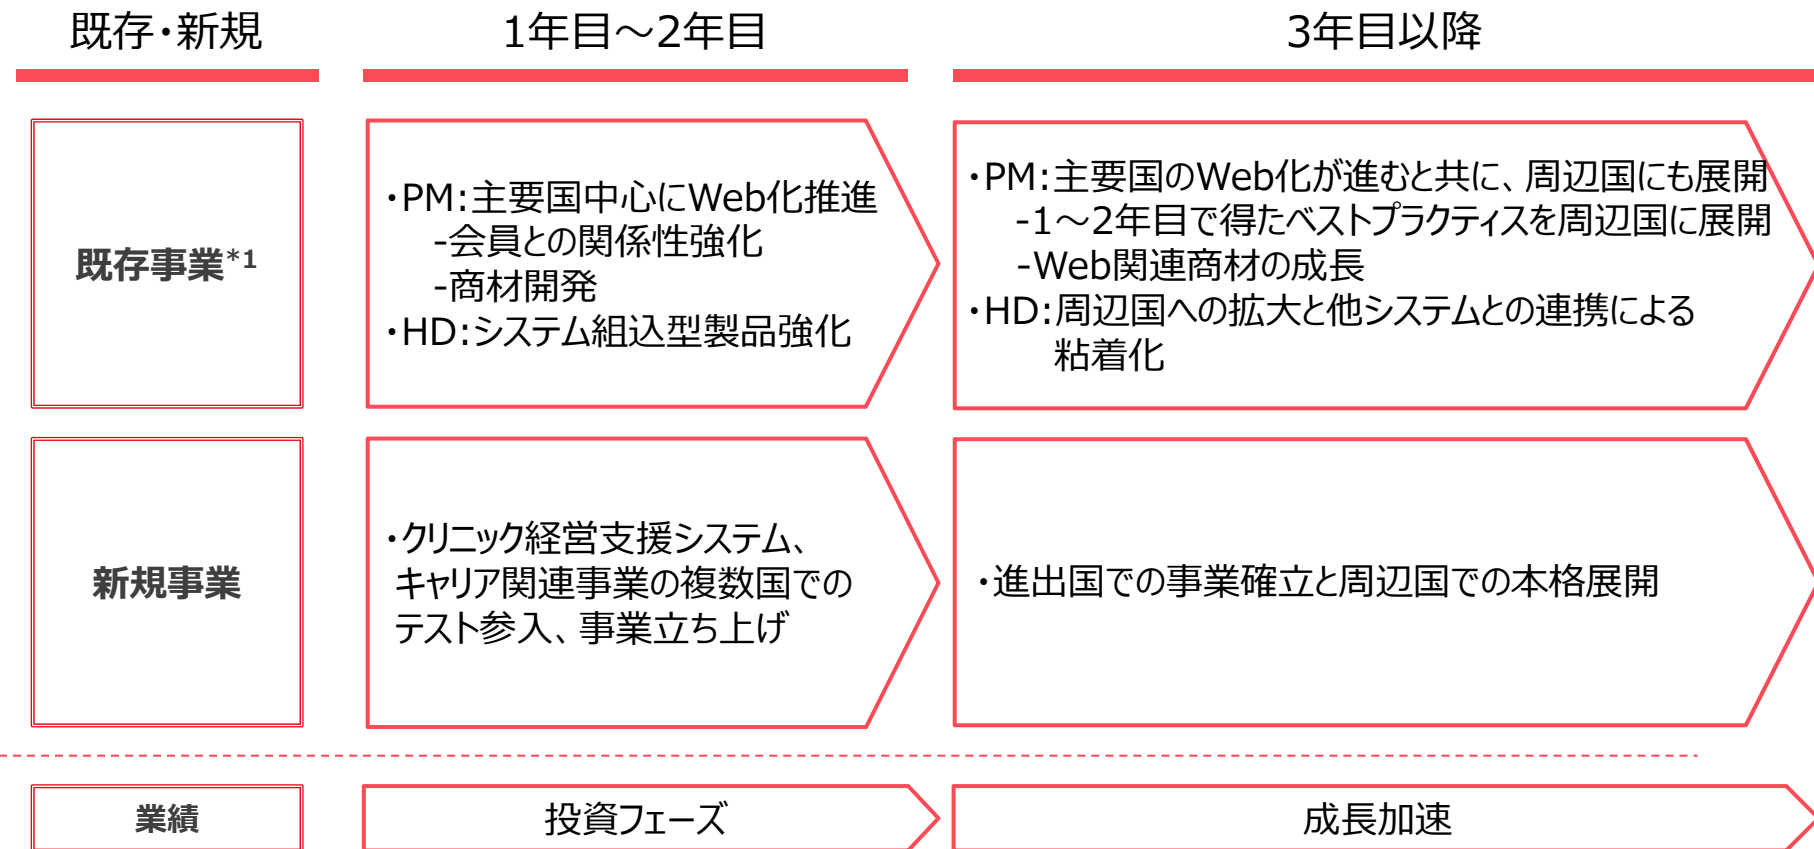 既存・新規
1年目～2年目
3年目以降
既存事業*1
・PM:主要国中心にWeb化推進
-会員との関係性強化
-商材開発
・HD:システム組込型製品強化
・PM:主要国のWeb化が進むと共に、周辺国にも展開
-1～2年目で得たベストプラクティスを周辺国に展開
-Web関連商材の成長
・HD:周辺国への拡大と他システムとの連携による
粘着化
新規事業
・クリニック経営支援システム、
キャリア関連事業の複数国での
テスト参入、事業立ち上げ
・進出国での事業確立と周辺国での本格展開
業績
投資フェーズ
成長加速